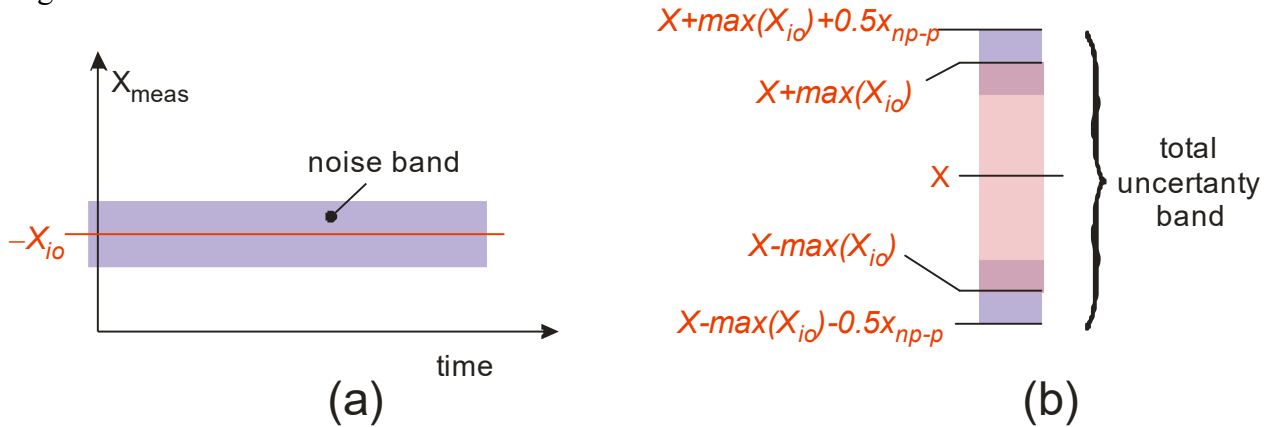 X_meas
noise band
–X_io
time
(a)
X+max(X_io)+0.5x_np-p
X+max(X_io)
X
X-max(X_io)
X-max(X_io)-0.5x_np-p
total
uncertanty
band
(b)